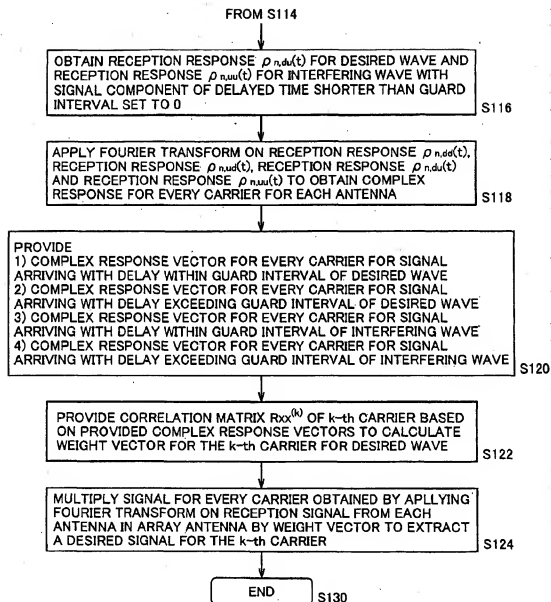 FROM S114
OBTAIN RECEPTION RESPONSE ρn,du(t) FOR DESIRED WAVE AND
RECEPTION RESPONSE ρn,uu(t) FOR INTERFERING WAVE WITH
SIGNAL COMPONENT OF DELAYED TIME SHORTER THAN GUARD
INTERVAL SET TO 0
S116
APPLY FOURIER TRANSFORM ON RECEPTION RESPONSE ρn,dd(t),
RECEPTION RESPONSE ρn,ud(t), RECEPTION RESPONSE ρn,du(t)
AND RECEPTION RESPONSE ρn,uu(t) TO OBTAIN COMPLEX
RESPONSE FOR EVERY CARRIER FOR EACH ANTENNA
S118
PROVIDE
1) COMPLEX RESPONSE VECTOR FOR EVERY CARRIER FOR SIGNAL
ARRIVING WITH DELAY WITHIN GUARD INTERVAL OF DESIRED WAVE
2) COMPLEX RESPONSE VECTOR FOR EVERY CARRIER FOR SIGNAL
ARRIVING WITH DELAY EXCEEDING GUARD INTERVAL OF DESIRED WAVE
3) COMPLEX RESPONSE VECTOR FOR EVERY CARRIER FOR SIGNAL
ARRIVING WITH DELAY WITHIN GUARD INTERVAL OF INTERFERING WAVE
4) COMPLEX RESPONSE VECTOR FOR EVERY CARRIER FOR SIGNAL
ARRIVING WITH DELAY EXCEEDING GUARD INTERVAL OF INTERFERING WAVE
S120
PROVIDE CORRELATION MATRIX Rxx(k) OF k-th CARRIER BASED
ON PROVIDED COMPLEX RESPONSE VECTORS TO CALCULATE
WEIGHT VECTOR FOR THE k-th CARRIER FOR DESIRED WAVE
S122
MULTIPLY SIGNAL FOR EVERY CARRIER OBTAINED BY APLLYING
FOURIER TRANSFORM ON RECEPTION SIGNAL FROM EACH
ANTENNA IN ARRAY ANTENNA BY WEIGHT VECTOR TO EXTRACT
A DESIRED SIGNAL FOR THE k-th CARRIER
S124
END
S130